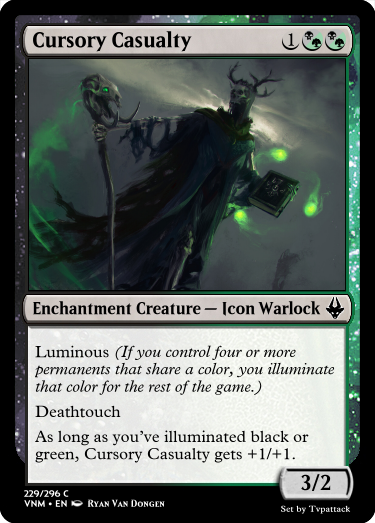 Cursory Casualty 1
Enchantment Creature — Icon Warlock
Luminous (If you control four or more
permanents that share a color, you illuminate
that color for the rest of the game.)
Deathtouch
As long as you've illuminated black or
green, Cursory Casualty gets +1/+1.
3/2
229/296 C
VNM • EN Ryan Van Dongen
Set by Tvpattack